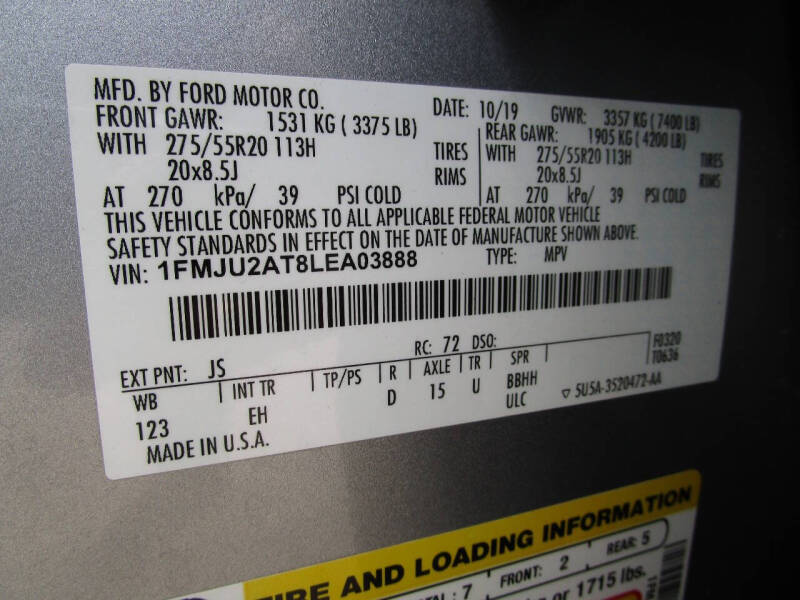 MFD. BY FORD MOTOR CO. DATE: 10/19 GVWR: 3357 KG (7400 LB)
FRONT GAWR: 1531 KG (3375 LB) REAR GAWR: 1905 KG (4200 LB)
WITH 275/55R20 113H TIRES WITH 275/55R20 113H TIRES
20x8.5J RIMS 20x8.5J RIMS
AT 270 kPa/ 39 PSI COLD AT 270 kPa/ 39 PSI COLD
THIS VEHICLE CONFORMS TO ALL APPLICABLE FEDERAL MOTOR VEHICLE
SAFETY STANDARDS IN EFFECT ON THE DATE OF MANUFACTURE SHOWN ABOVE.
VIN: 1FMJU2AT8LEA03888 TYPE: MPV
EXT PNT: JS RC: 72 DSO: F0320
T0636
WB INT TR TP/PS R AXLE TR SPR
123 EH D 15 U BBHH
ULC ▽ 5U5A-3520472-AA
MADE IN U.S.A.
AND LOADING INFORMATION
: 7 FRONT: 2 REAR: 5
or 1715 lbs.